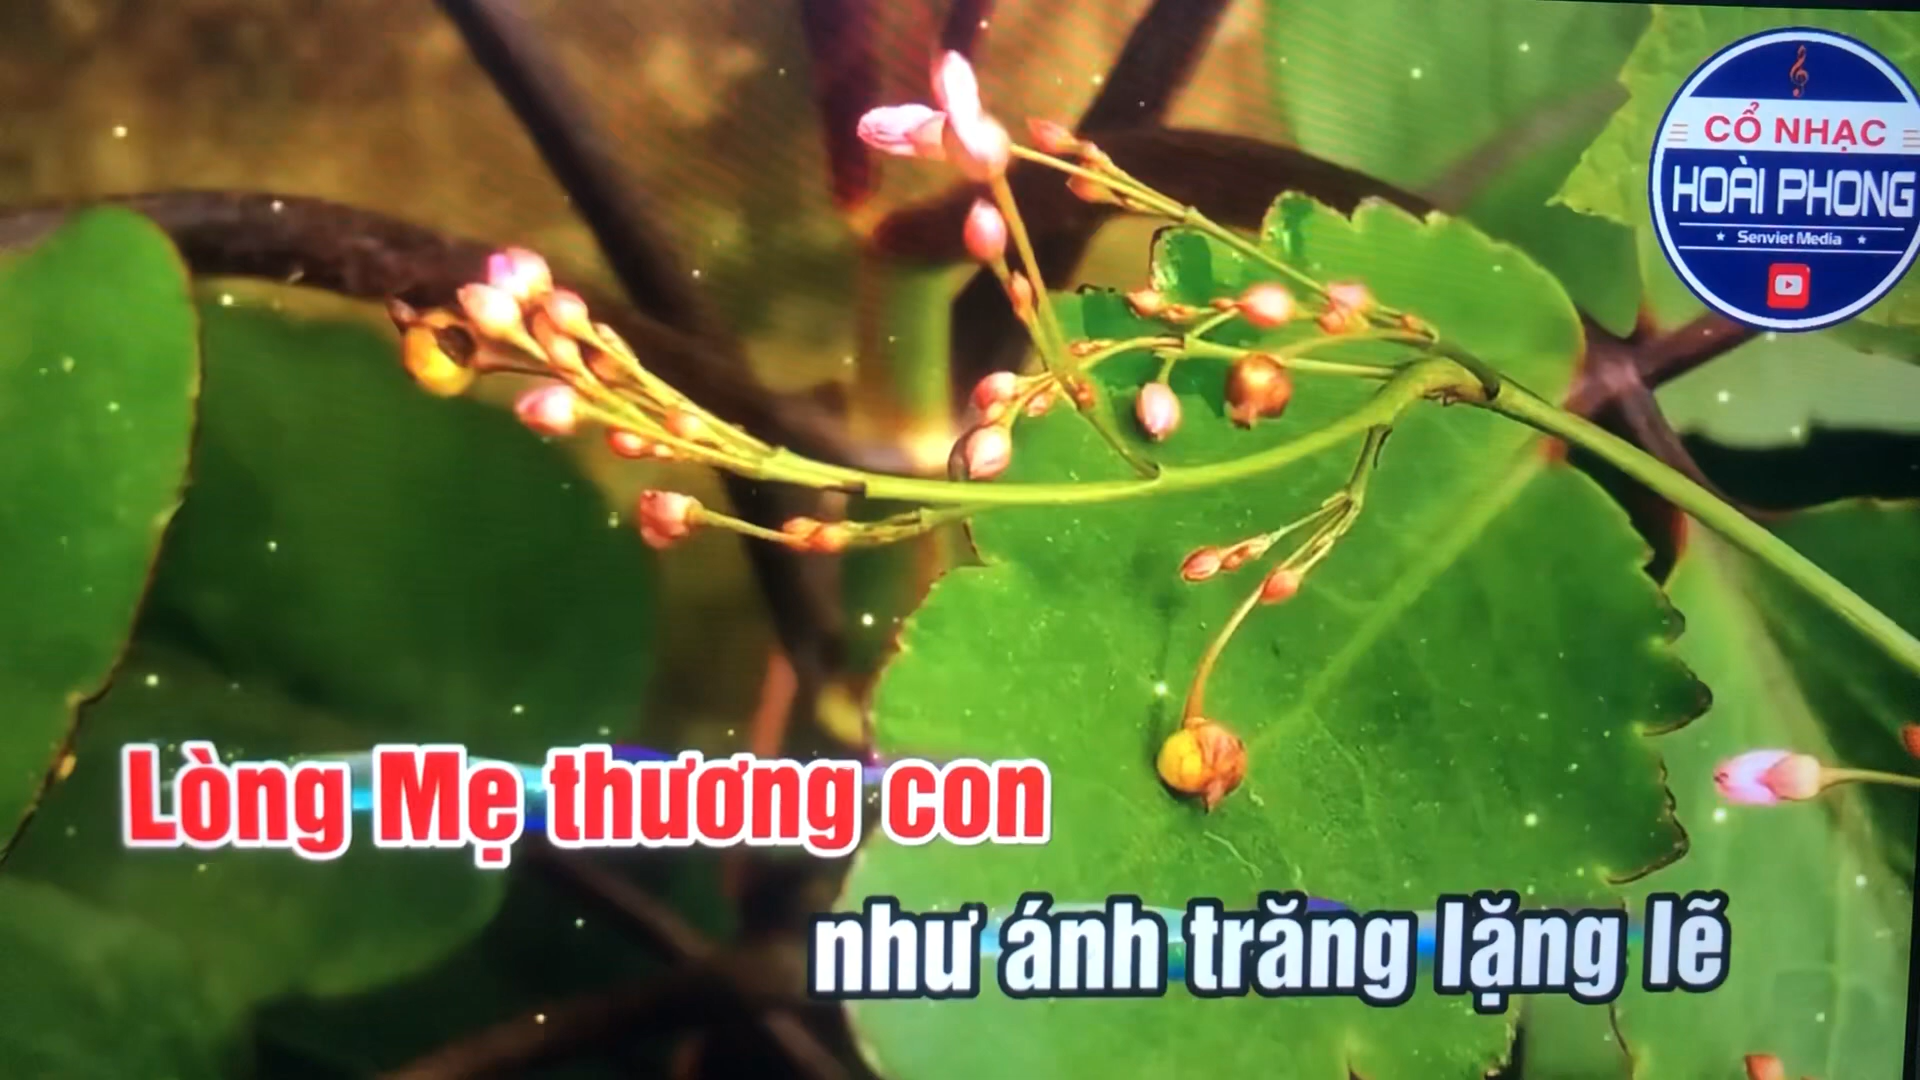 CỔ NHẠC
HOÀI PHONG
Senviet Media
Lòng Mẹ thương con
như ánh trăng lặng lẽ